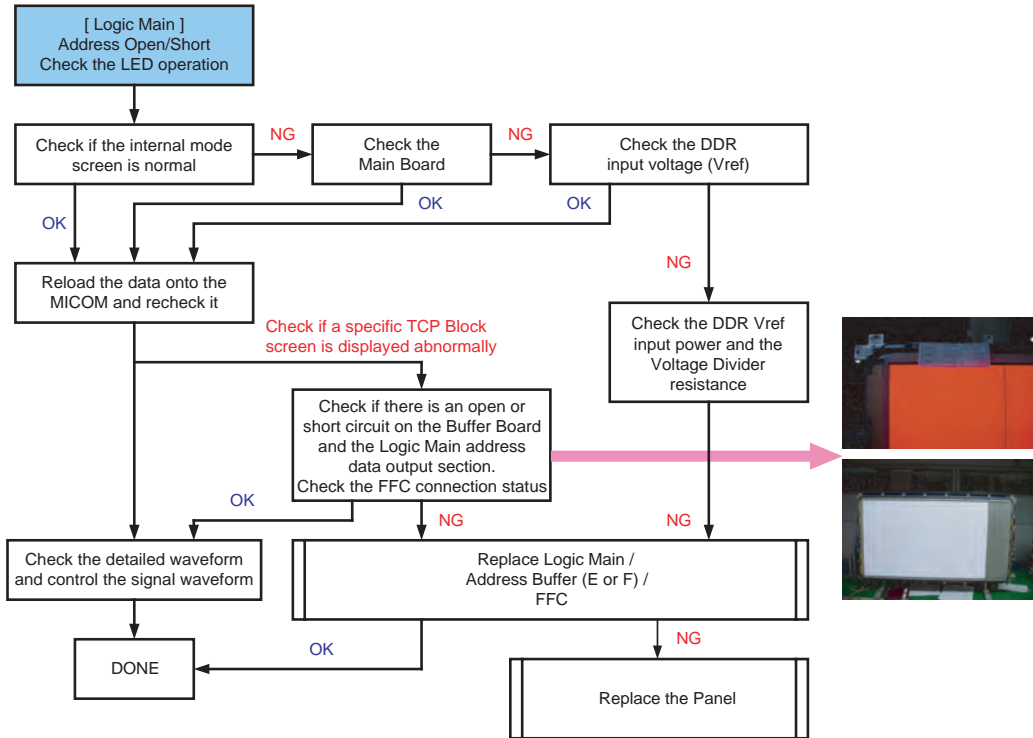 [ Logic Main ]
Address Open/Short
Check the LED operation
Check if the internal mode
screen is normal
NG
Check the
Main Board
NG
Check the DDR
input voltage (Vref)
OK
OK
OK
NG
Reload the data onto the
MICOM and recheck it
Check if a specific TCP Block
screen is displayed abnormally
Check the DDR Vref
input power and the
Voltage Divider
resistance
Check if there is an open or
short circuit on the Buffer Board
and the Logic Main address
data output section.
Check the FFC connection status
OK
NG
NG
Check the detailed waveform
and control the signal waveform
Replace Logic Main /
Address Buffer (E or F) /
FFC
OK
NG
DONE
Replace the Panel